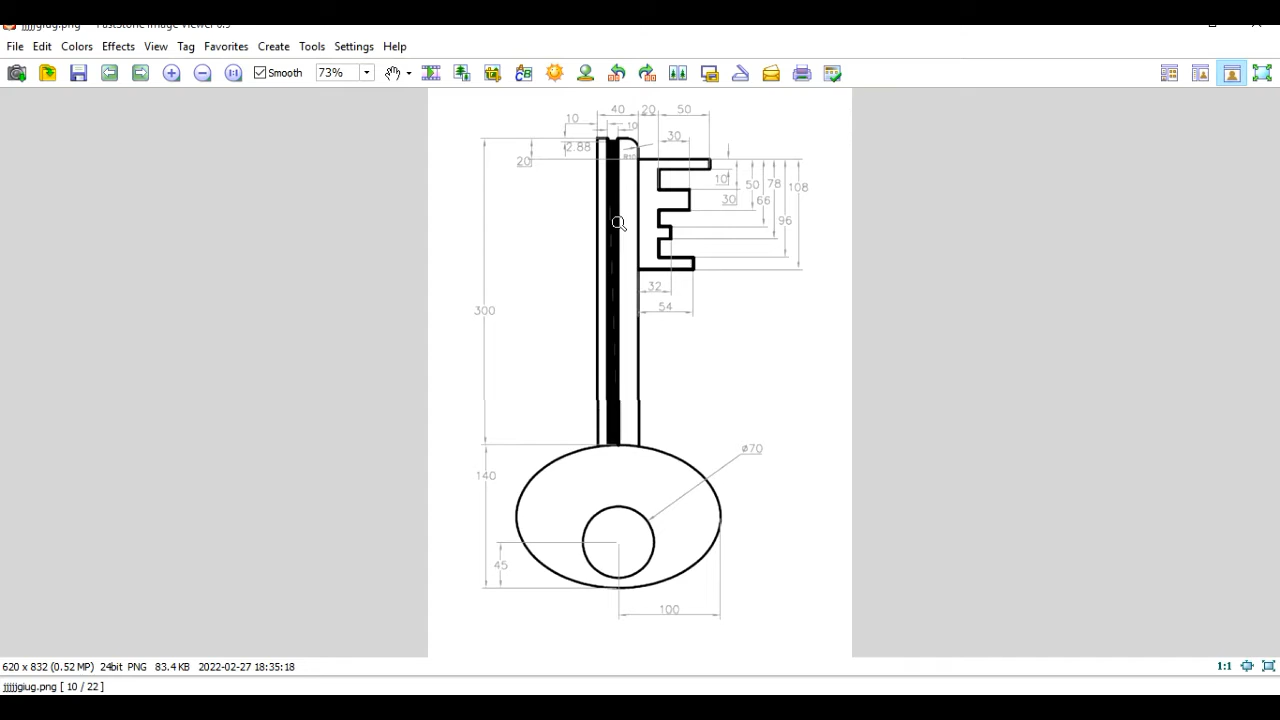 File Edit Colors Effects View Tag Favorites Create Tools Settings Help
Smooth 73%
40 20 50
10 10
30
2.88
20
10 50 78 108
30 66
96
32
54
300
ø70
140
45
100
620 x 832 (0.52 MP) 24bit PNG 83.4 KB 2022-02-27 18:35:18 1:1
jjjjjgiug.png [ 10 / 22 ]